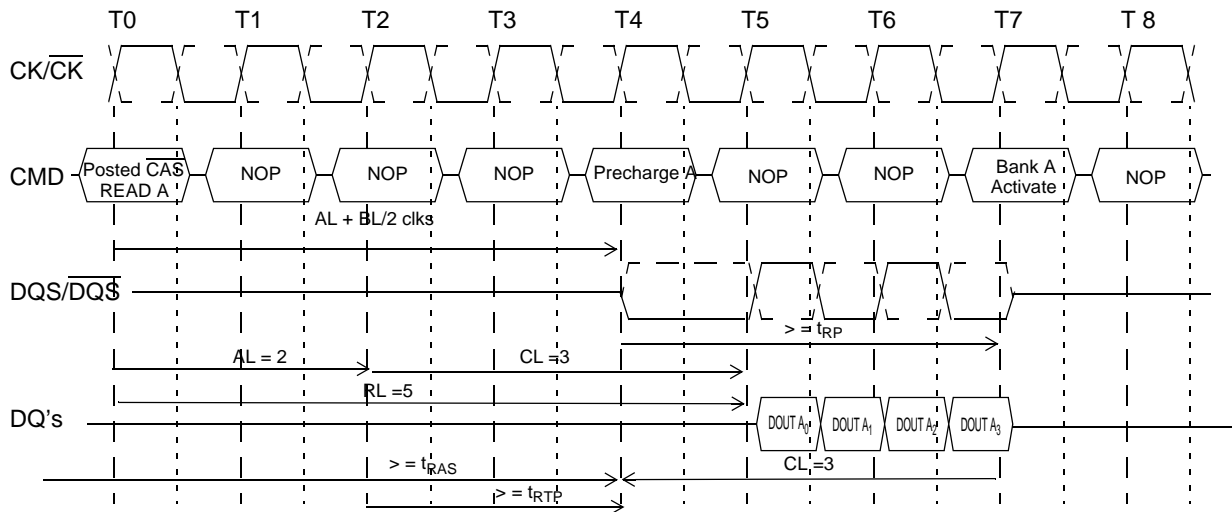 T0 T1 T2 T3 T4 T5 T6 T7 T 8
CK/CK
CMD
Posted CAS
READ A
NOP
NOP
NOP
Precharge A
NOP
NOP
Bank A
Activate
NOP
AL + BL/2 clks
DQS/DQS
> = tRP
AL = 2
CL =3
RL =5
DQ's
DOUT A0
DOUT A1
DOUT A2
DOUT A3
> = tRAS
CL =3
> = tRTP